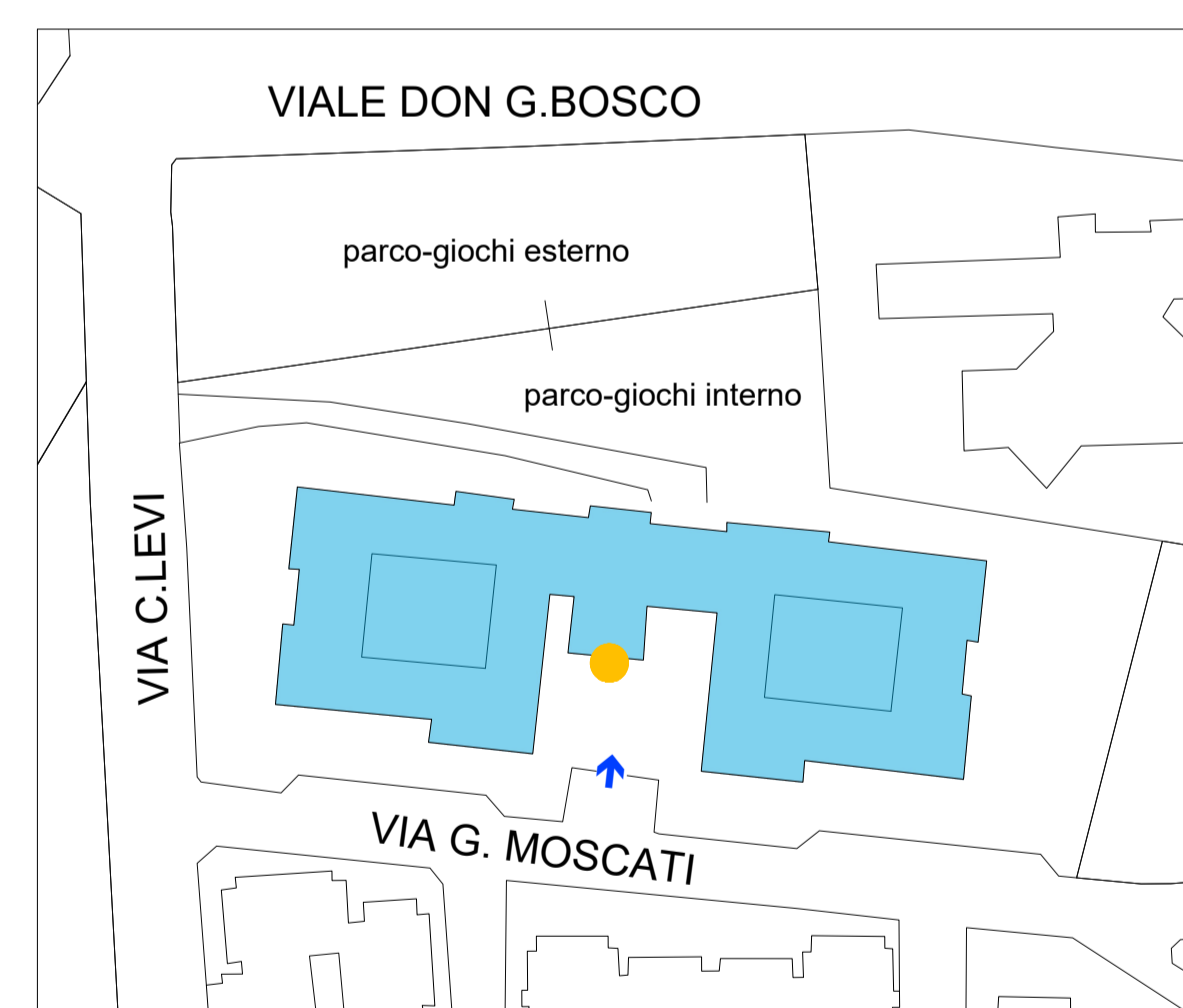 VIALE DON G.BOSCO
parco-giochi esterno
parco-giochi interno
VIA C.LEVI
VIA G. MOSCATI